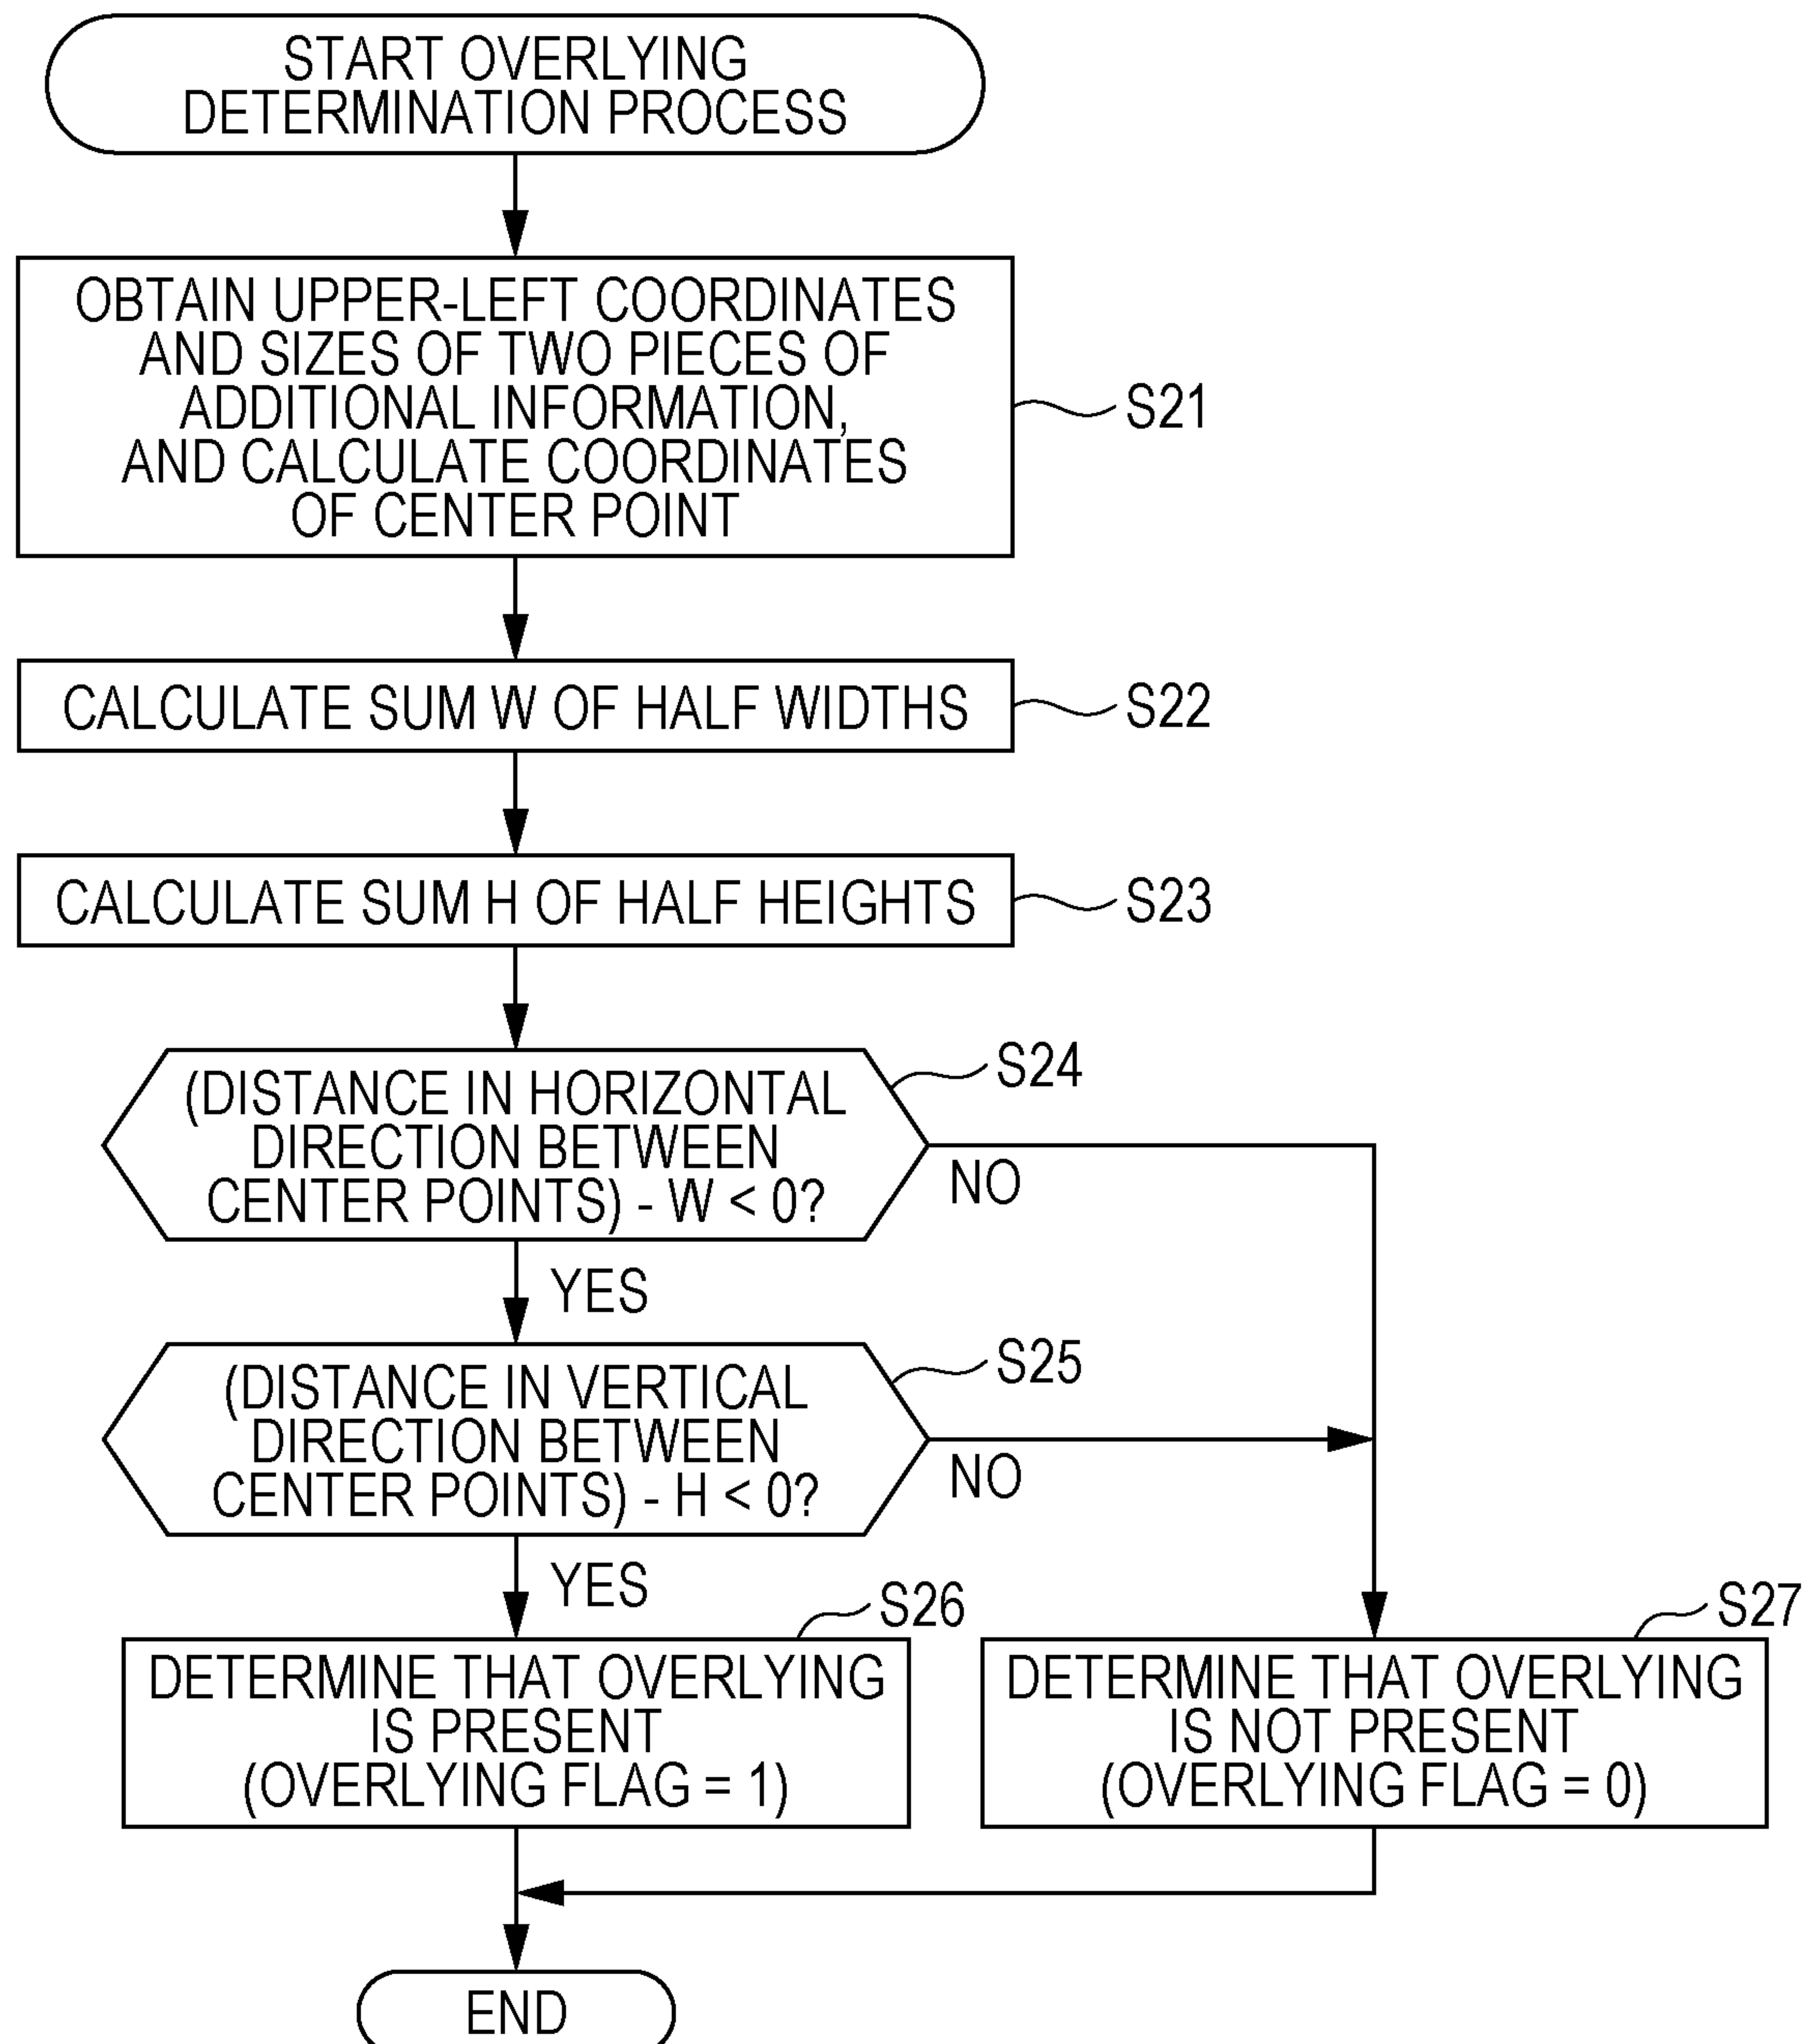 START OVERLYING
DETERMINATION PROCESS
OBTAIN UPPER-LEFT COORDINATES
AND SIZES OF TWO PIECES OF
ADDITIONAL INFORMATION,
AND CALCULATE COORDINATES
OF CENTER POINT
S21
CALCULATE SUM W OF HALF WIDTHS
S22
CALCULATE SUM H OF HALF HEIGHTS
S23
S24
(DISTANCE IN HORIZONTAL
DIRECTION BETWEEN
CENTER POINTS) - W < 0?
NO
YES
S25
(DISTANCE IN VERTICAL
DIRECTION BETWEEN
CENTER POINTS) - H < 0?
NO
YES
S26
DETERMINE THAT OVERLYING
IS PRESENT
(OVERLYING FLAG = 1)
S27
DETERMINE THAT OVERLYING
IS NOT PRESENT
(OVERLYING FLAG = 0)
END